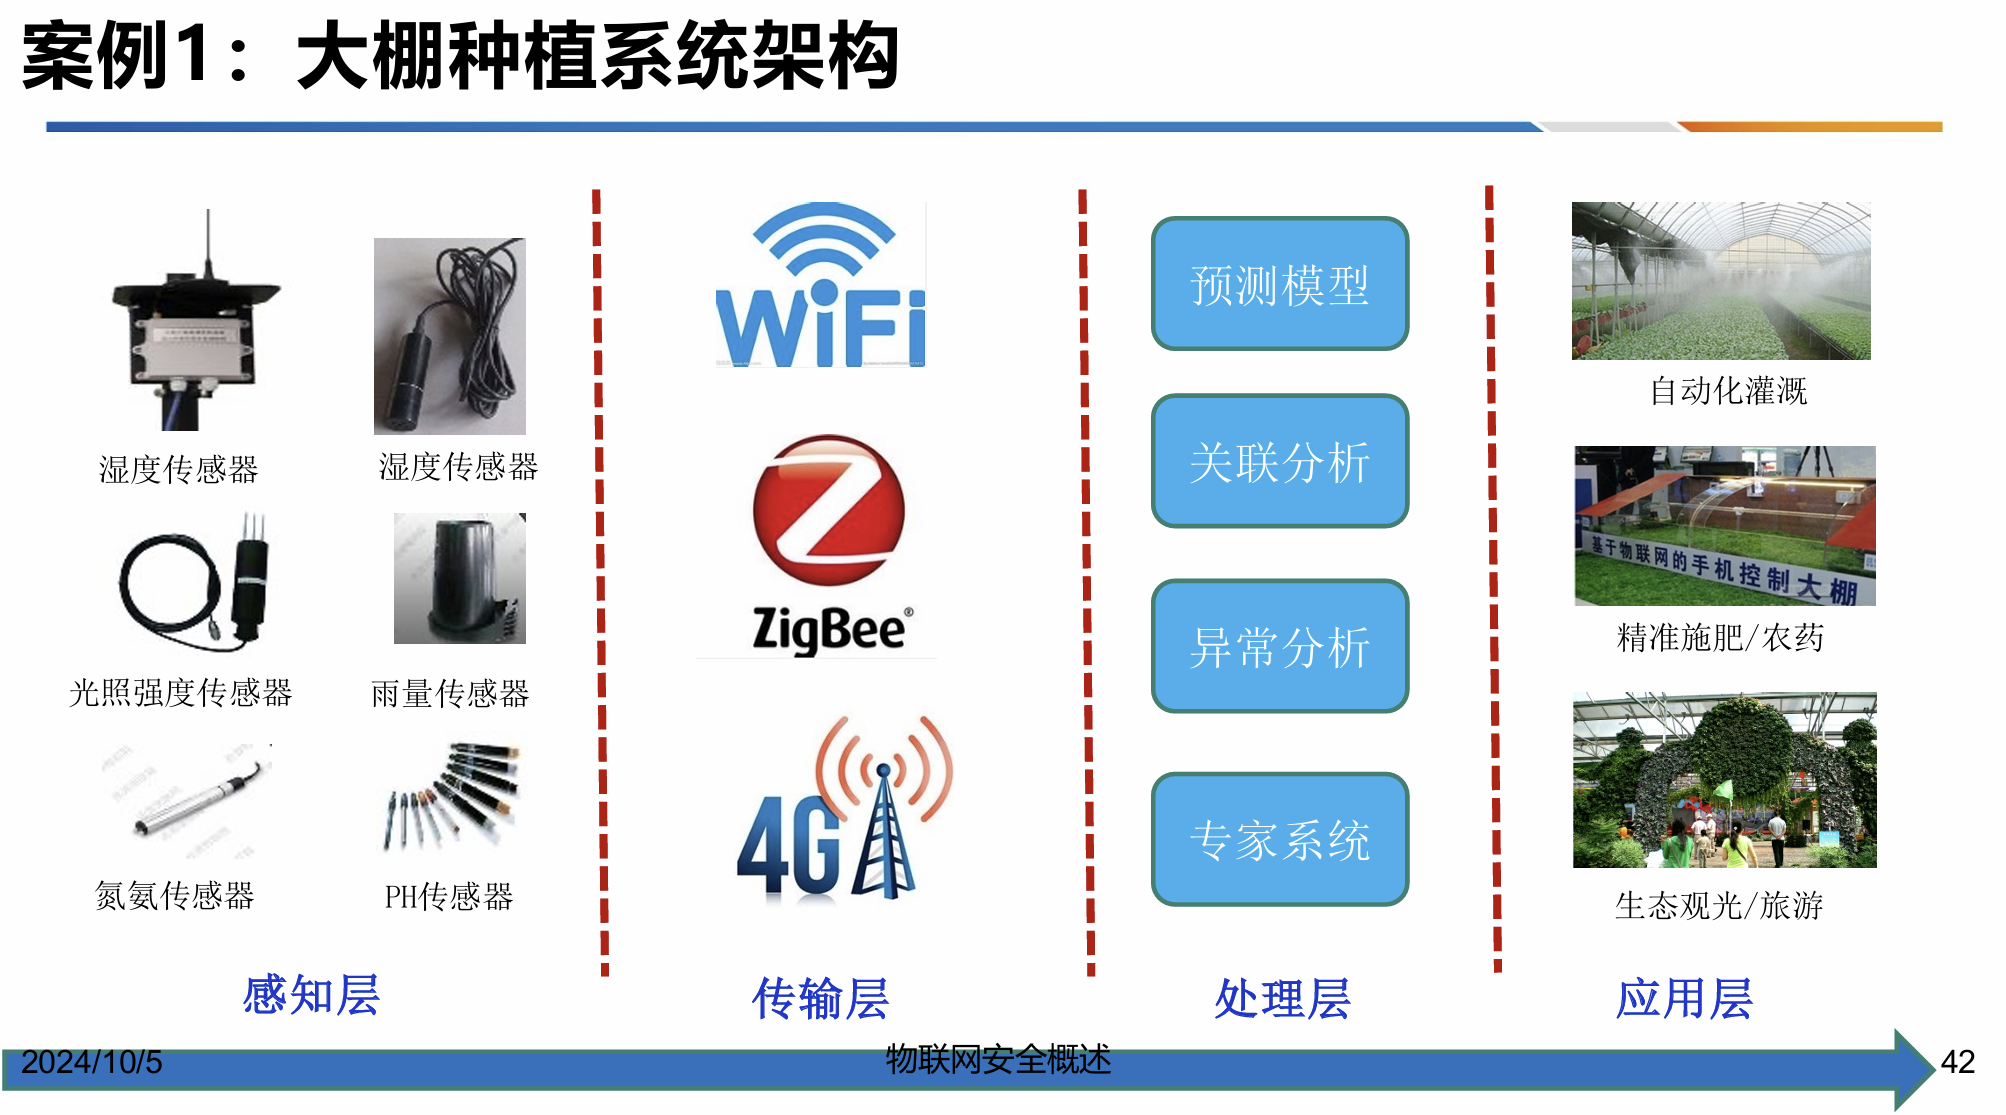 案例1：大棚种植系统架构
湿度传感器
湿度传感器
光照强度传感器
雨量传感器
氮氨传感器
PH传感器
感知层
WiFi
ZigBee®
4G
传输层
预测模型
关联分析
异常分析
专家系统
处理层
自动化灌溉
基于物联网的手机控制大棚
精准施肥/农药
生态观光/旅游
应用层
2024/10/5
物联网安全概述
42